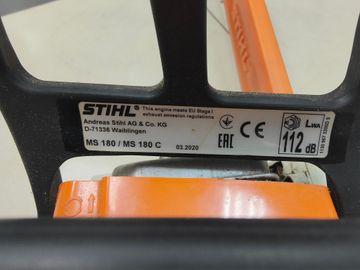 STIHL
This engine meets EU Stage I
exhaust emission regulations
Andreas Stihl AG & Co. KG
D-71336 Waiblingen
MS 180 / MS 180 C
03.2020
EAC
CE
LWA
112 dB